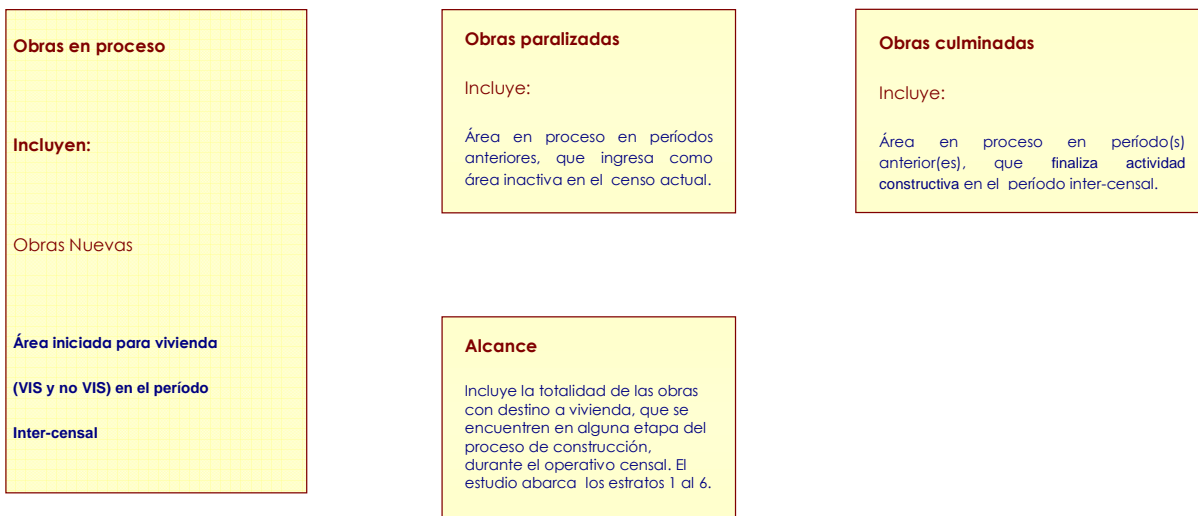 Obras en proceso
Incluyen:
Obras Nuevas
Área iniciada para vivienda
(VIS y no VIS) en el período
Inter-censal
Obras paralizadas
Incluye:
Área en proceso en períodos
anteriores, que ingresa como
área inactiva en el censo actual.
Obras culminadas
Incluye:
Área en proceso en período(s)
anterior(es), que finaliza actividad
constructiva en el período inter-censal.
Alcance
Incluye la totalidad de las obras
con destino a vivienda, que se
encuentren en alguna etapa del
proceso de construcción,
durante el operativo censal. El
estudio abarca los estratos 1 al 6.